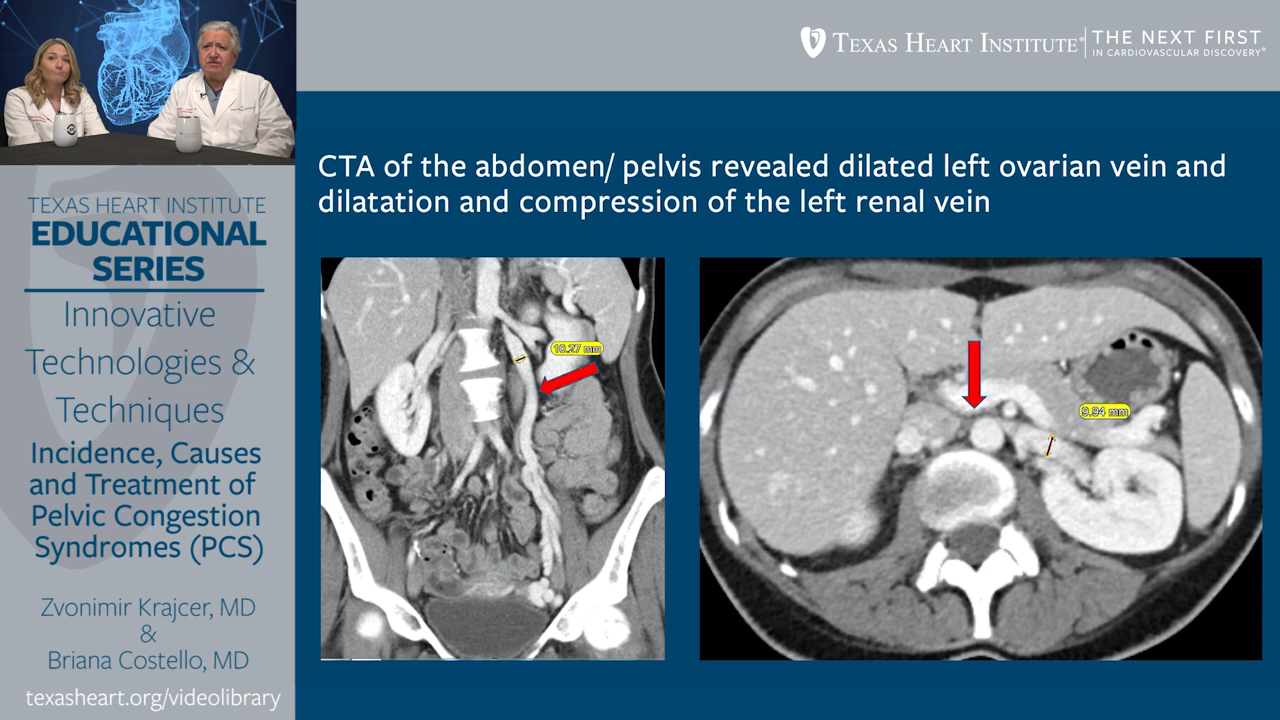 TEXAS HEART INSTITUTE®
THE NEXT FIRST
IN CARDIOVASCULAR DISCOVERY®
TEXAS HEART INSTITUTE
EDUCATIONAL
SERIES
Innovative
Technologies &
Techniques
Incidence, Causes
and Treatment of
Pelvic Congestion
Syndromes (PCS)
Zvonimir Krajcer, MD
&
Briana Costello, MD
texasheart.org/videolibrary
CTA of the abdomen/ pelvis revealed dilated left ovarian vein and
dilatation and compression of the left renal vein
10.27 mm
9.94 mm